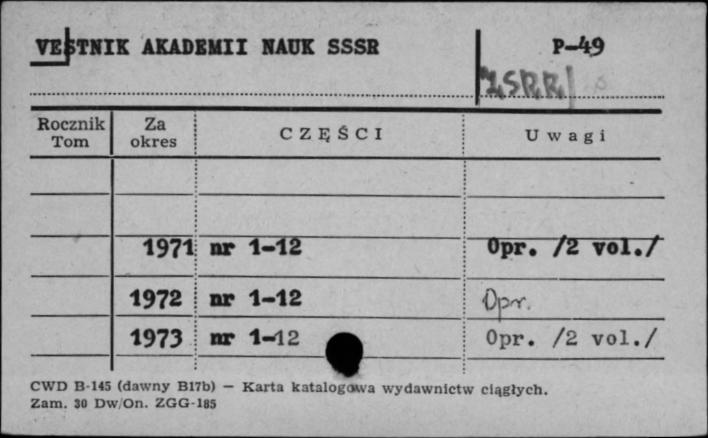 VESTNIK AKADEMII NAUK SSSR P-49
ZSRR
Rocznik Tom Za okres CZĘŚCI Uwagi
1971 nr 1-12 Opr. /2 vol./
1972 nr 1-12 Opr.
1973 nr 1-12 Opr. /2 vol./
CWD B-145 (dawny B17b) — Karta katalogowa wydawnictw ciągłych.
Zam. 30 Dw/On. ZGG-185